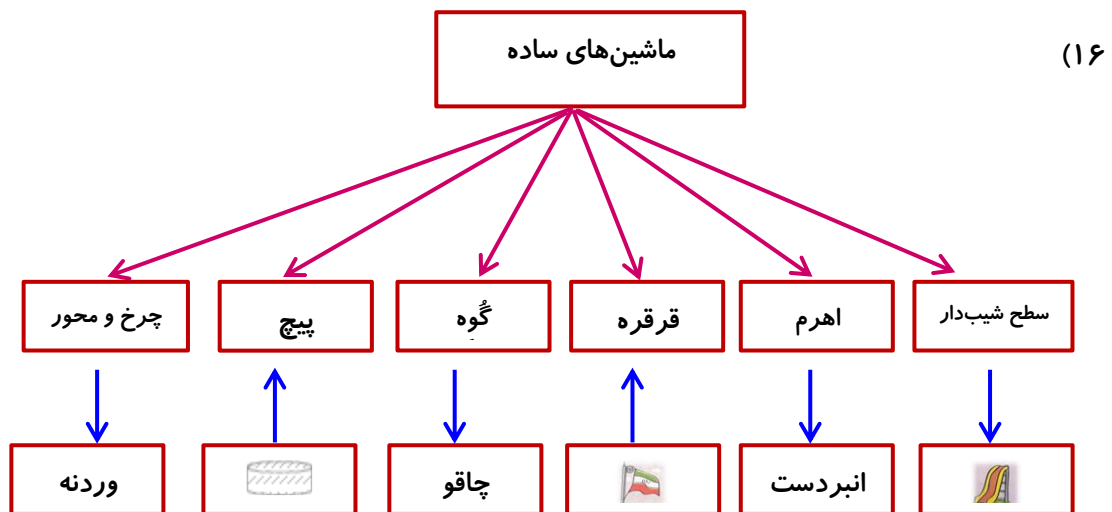 ۱۶)
ماشین‌های ساده
سطح شیب‌دار
اهرم
قرقره
گُوه
پیچ
چرخ و محور
انبردست
چاقو
وردنه